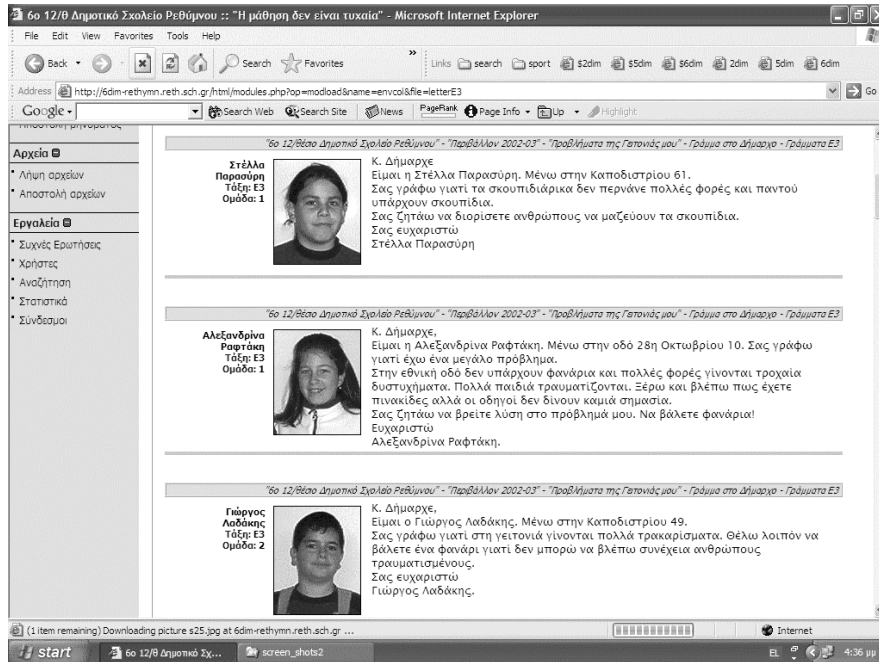 6ο 12/θ Δημοτικό Σχολείο Ρεθύμνου :: "Η μάθηση δεν είναι τυχαία" - Microsoft Internet Explorer
File Edit View Favorites Tools Help
Back Search Favorites » Links search sport $2dim $5dim $6dim 2dim 5dim 6dim
Address http://6dim-rethymn.reth.sch.gr/html/modules.php?op=modload&name=envcol&file=letterE3 Go
Google Search Web Search Site News PageRank Page Info Up Highlight
Αποστολή μηνύματος
Αρχεία
Λήψη αρχείων
Αποστολή αρχείων
Εργαλεία
Συχνές Ερωτήσεις
Χρήστες
Αναζήτηση
Στατιστικά
Σύνδεσμοι
"6ο 12/θέσιο Δημοτικό Σχολείο Ρεθύμνου" - "Περιβάλλον 2002-03" - "Προβλήματα της Γειτονιάς μου" - Γράμμα στο Δήμαρχο - Γράμματα Ε3
Στέλλα
Παρασύρη
Τάξη: Ε3
Ομάδα: 1
Κ. Δήμαρχε
Είμαι η Στέλλα Παρασύρη. Μένω στην Καποδιστρίου 61.
Σας γράφω γιατί τα σκουπιδιάρικα δεν περνάνε πολλές φορές και παντού
υπάρχουν σκουπίδια.
Σας ζητάω να διορίσετε ανθρώπους να μαζεύουν τα σκουπίδια.
Σας ευχαριστώ
Στέλλα Παρασύρη
"6ο 12/θέσιο Δημοτικό Σχολείο Ρεθύμνου" - "Περιβάλλον 2002-03" - "Προβλήματα της Γειτονιάς μου" - Γράμμα στο Δήμαρχο - Γράμματα Ε3
Αλεξανδρίνα
Ραφτάκη
Τάξη: Ε3
Ομάδα: 1
Κ. Δήμαρχε,
Είμαι η Αλεξανδρίνα Ραφτάκη. Μένω στην οδό 28η Οκτωβρίου 10. Σας γράφω
γιατί έχω ένα μεγάλο πρόβλημα.
Στην εθνική οδό δεν υπάρχουν φανάρια και πολλές φορές γίνονται τροχαία
δυστυχήματα. Πολλά παιδιά τραυματίζονται. Ξέρω και βλέπω πως έχετε
πινακίδες αλλά οι οδηγοί δεν δίνουν καμιά σημασία.
Σας ζητάω να βρείτε λύση στο πρόβλημά μου. Να βάλετε φανάρια!
Ευχαριστώ
Αλεξανδρίνα Ραφτάκη.
"6ο 12/θέσιο Δημοτικό Σχολείο Ρεθύμνου" - "Περιβάλλον 2002-03" - "Προβλήματα της Γειτονιάς μου" - Γράμμα στο Δήμαρχο - Γράμματα Ε3
Γιώργος
Λαδάκης
Τάξη: Ε3
Ομάδα: 2
Κ. Δήμαρχε,
Είμαι ο Γιώργος Λαδάκης. Μένω στην Καποδιστρίου 49.
Σας γράφω γιατί στη γειτονιά γίνονται πολλά τρακαρίσματα. Θέλω λοιπόν να
βάλετε ένα φανάρι γιατί δεν μπορώ να βλέπω συνέχεια ανθρώπους
τραυματισμένους.
Σας ευχαριστώ
Γιώργος Λαδάκης.
(1 item remaining) Downloading picture s25.jpg at 6dim-rethymn.reth.sch.gr ... Internet
start 6ο 12/θ Δημοτικό Σχ... screen_shots2 EL 4:36 μμ